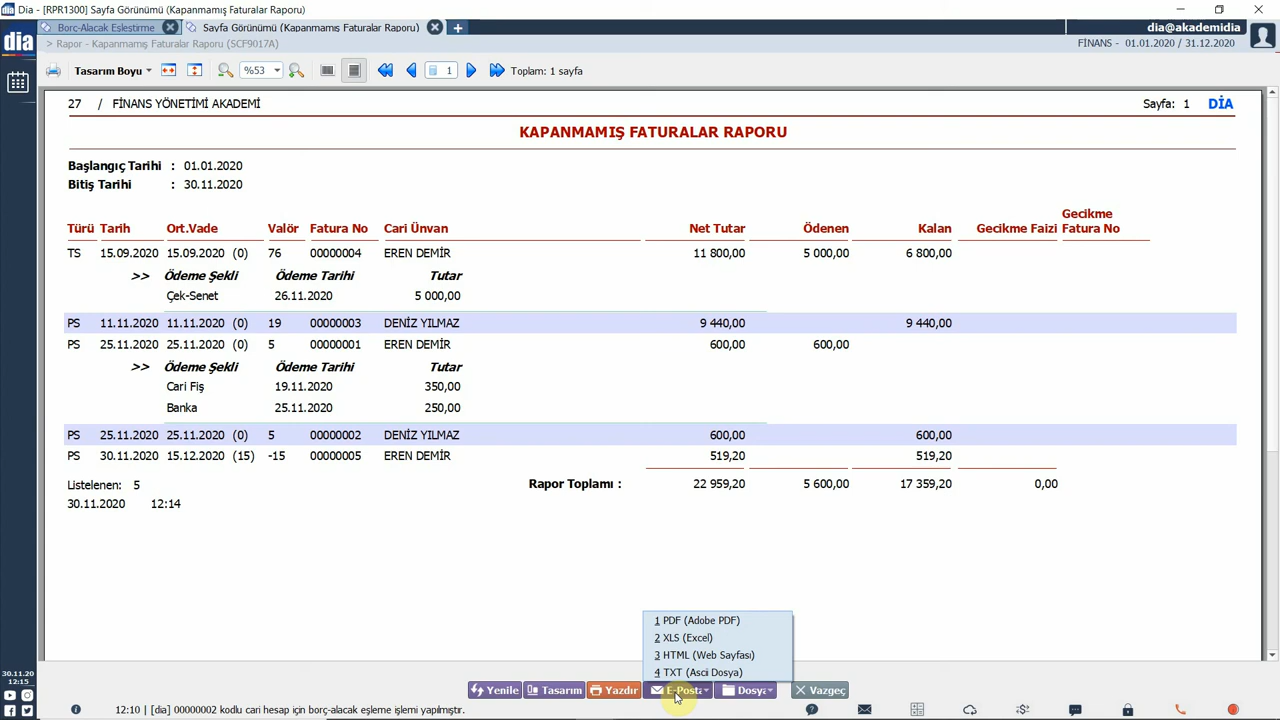 Dia - [RPR1300] Sayfa Görünümü (Kapanmamış Faturalar Raporu)
Borç-Alacak Eşleştirme
Sayfa Görünümü (Kapanmamış Faturalar Raporu)
dia@akademidia
> Rapor - Kapanmamış Faturalar Raporu (SCF9017A)
FİNANS - 01.01.2020 / 31.12.2020
dia
Tasarım Boyu %53 1 Toplam: 1 sayfa
27 / FİNANS YÖNETİMİ AKADEMİ Sayfa: 1 DİA
KAPANMAMIŞ FATURALAR RAPORU
Başlangıç Tarihi : 01.01.2020
Bitiş Tarihi : 30.11.2020
Türü Tarih Ort.Vade Valör Fatura No Cari Ünvan Net Tutar Ödenen Kalan Gecikme Faizi Gecikme Fatura No
TS 15.09.2020 15.09.2020 (0) 76 00000004 EREN DEMİR 11 800,00 5 000,00 6 800,00
>> Ödeme Şekli Ödeme Tarihi Tutar
Çek-Senet 26.11.2020 5 000,00
PS 11.11.2020 11.11.2020 (0) 19 00000003 DENİZ YILMAZ 9 440,00 9 440,00
PS 25.11.2020 25.11.2020 (0) 5 00000001 EREN DEMİR 600,00 600,00
>> Ödeme Şekli Ödeme Tarihi Tutar
Cari Fiş 19.11.2020 350,00
Banka 25.11.2020 250,00
PS 25.11.2020 25.11.2020 (0) 5 00000002 DENİZ YILMAZ 600,00 600,00
PS 30.11.2020 15.12.2020 (15) -15 00000005 EREN DEMİR 519,20 519,20
Listelenen: 5 Rapor Toplamı : 22 959,20 5 600,00 17 359,20 0,00
30.11.2020 12:14
1 PDF (Adobe PDF)
2 XLS (Excel)
3 HTML (Web Sayfası)
4 TXT (Ascii Dosya)
Yenile Tasarım Yazdır E-Posta Dosya Vazgeç
30.11.20
12:15
12:10 | [dia] 00000002 kodlu cari hesap için borç-alacak eşleme işlemi yapılmıştır.